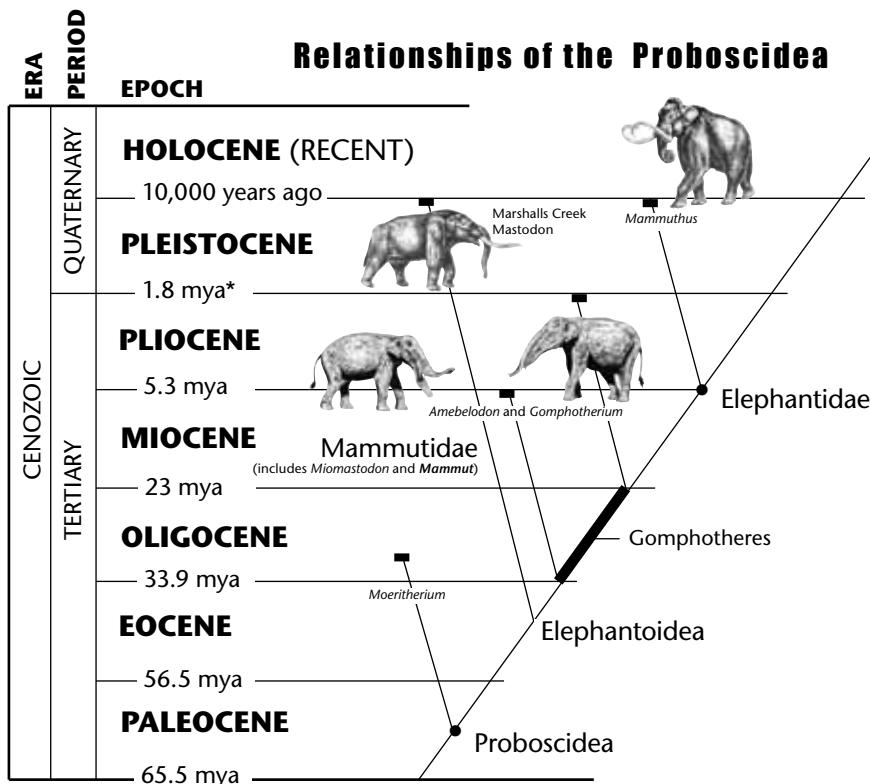 Relationships of the Proboscidea
ERA
PERIOD
EPOCH
CENOZOIC
QUATERNARY
TERTIARY
HOLOCENE (RECENT)
10,000 years ago
Marshalls Creek
Mastodon
Mammuthus
PLEISTOCENE
1.8 mya*
PLIOCENE
5.3 mya
Elephantidae
Amebelodon and Gomphotherium
MIOCENE
Mammutidae
(includes Miomastodon and Mammut)
23 mya
OLIGOCENE
Gomphotheres
33.9 mya
Moeritherium
EOCENE
Elephantoidea
56.5 mya
PALEOCENE
Proboscidea
65.5 mya